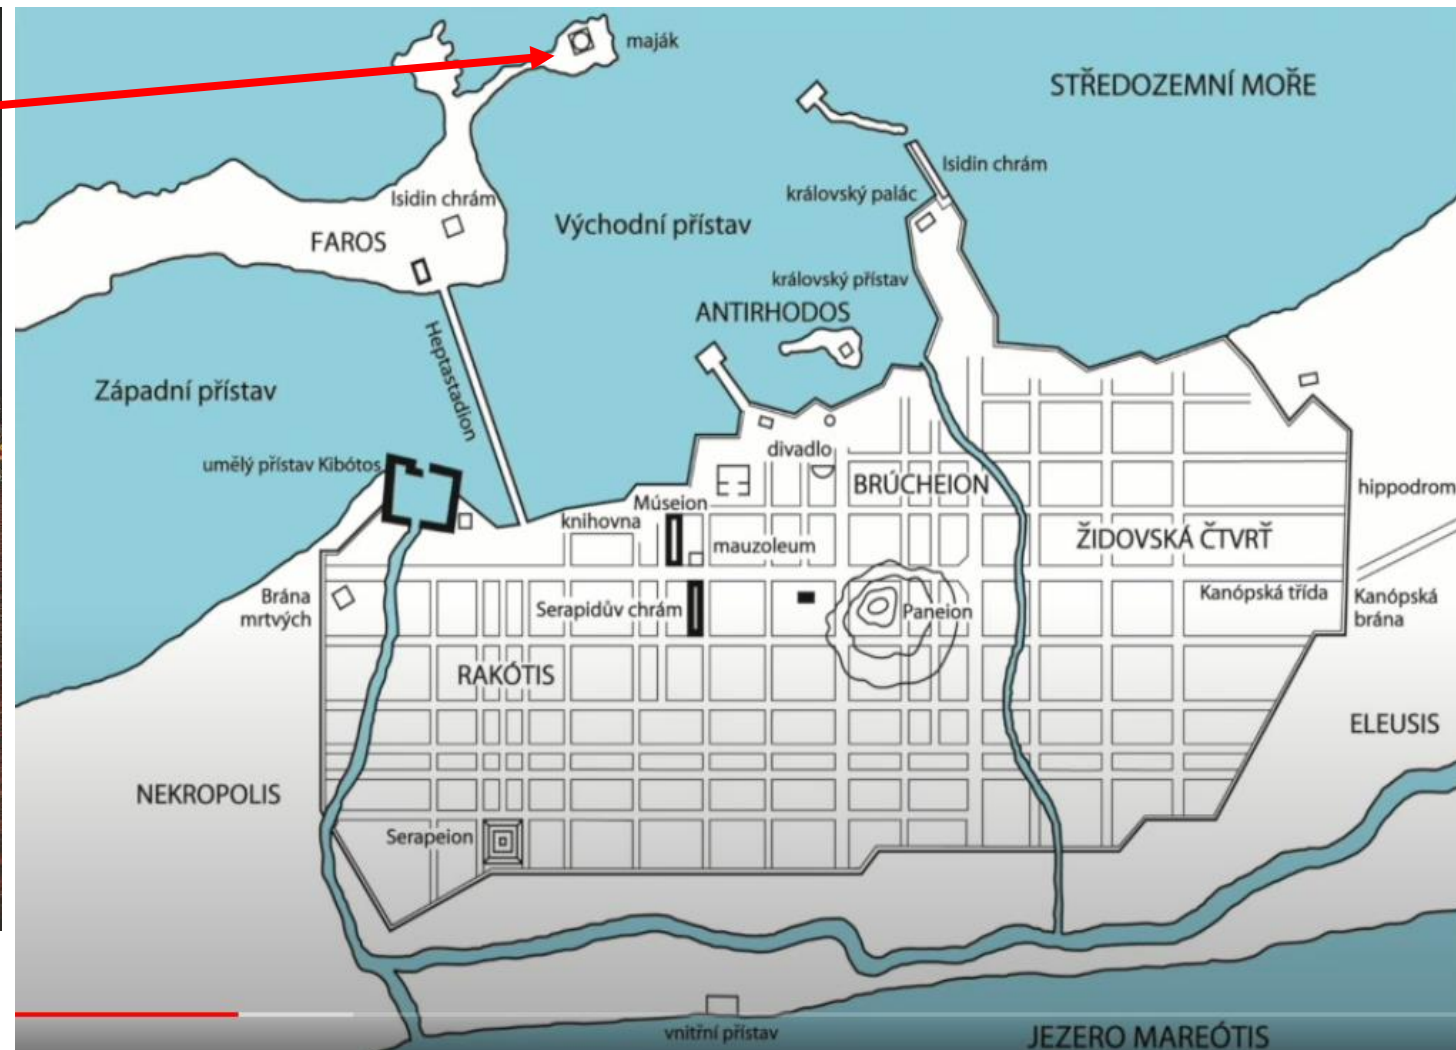 maják
STŘEDOZEMNÍ MOŘE
Isidin chrám
královský palác
Isidin chrám
Východní přístav
FAROS
královský přístav
ANTIRHODOS
Heptastadion
Západní přístav
divadlo
umělý přístav Kibótos
BRÚCHEION
hippodrom
Múseion
knihovna
ŽIDOVSKÁ ČTVRŤ
mauzoleum
Brána
mrtvých
Serapidův chrám
Paneion
Kanópská třída
Kanópská
brána
RAKÓTIS
ELEUSIS
NEKROPOLIS
Serapeion
vnitřní přístav
JEZERO MAREÓTIS